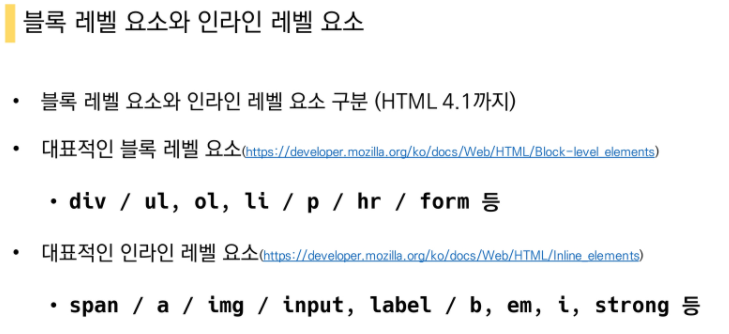 블록 레벨 요소와 인라인 레벨 요소
• 블록 레벨 요소와 인라인 레벨 요소 구분 (HTML 4.1까지)
• 대표적인 블록 레벨 요소(https://developer.mozilla.org/ko/docs/Web/HTML/Block-level_elements)
• div / ul, ol, li / p / hr / form 등
• 대표적인 인라인 레벨 요소(https://developer.mozilla.org/ko/docs/Web/HTML/Inline_elements)
• span / a / img / input, label / b, em, i, strong 등